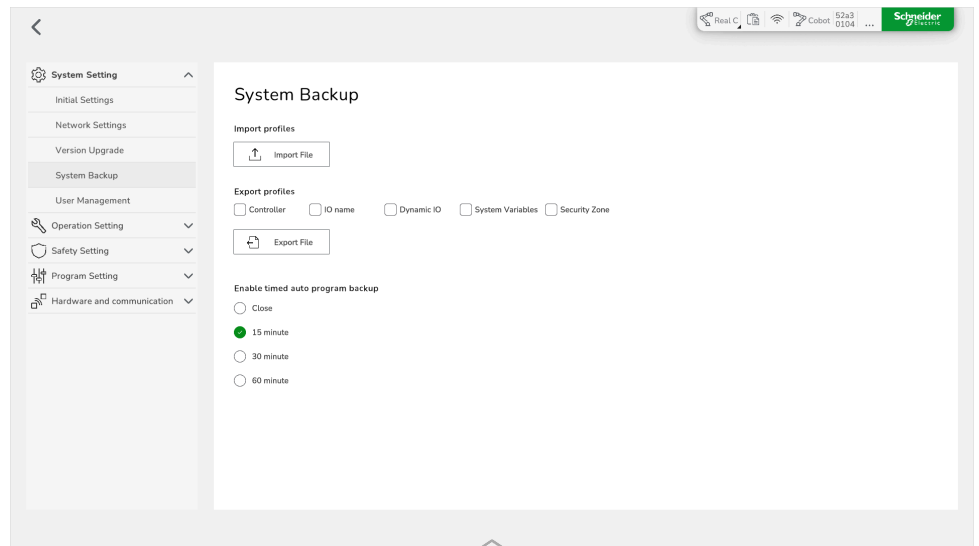 Real C
Cobot
52a3
0104
...
Schneider
Electric
System Setting
Initial Settings
Network Settings
Version Upgrade
System Backup
User Management
Operation Setting
Safety Setting
Program Setting
Hardware and communication
System Backup
Import profiles
Import File
Export profiles
Controller IO name Dynamic IO System Variables Security Zone
Export File
Enable timed auto program backup
Close
15 minute
30 minute
60 minute